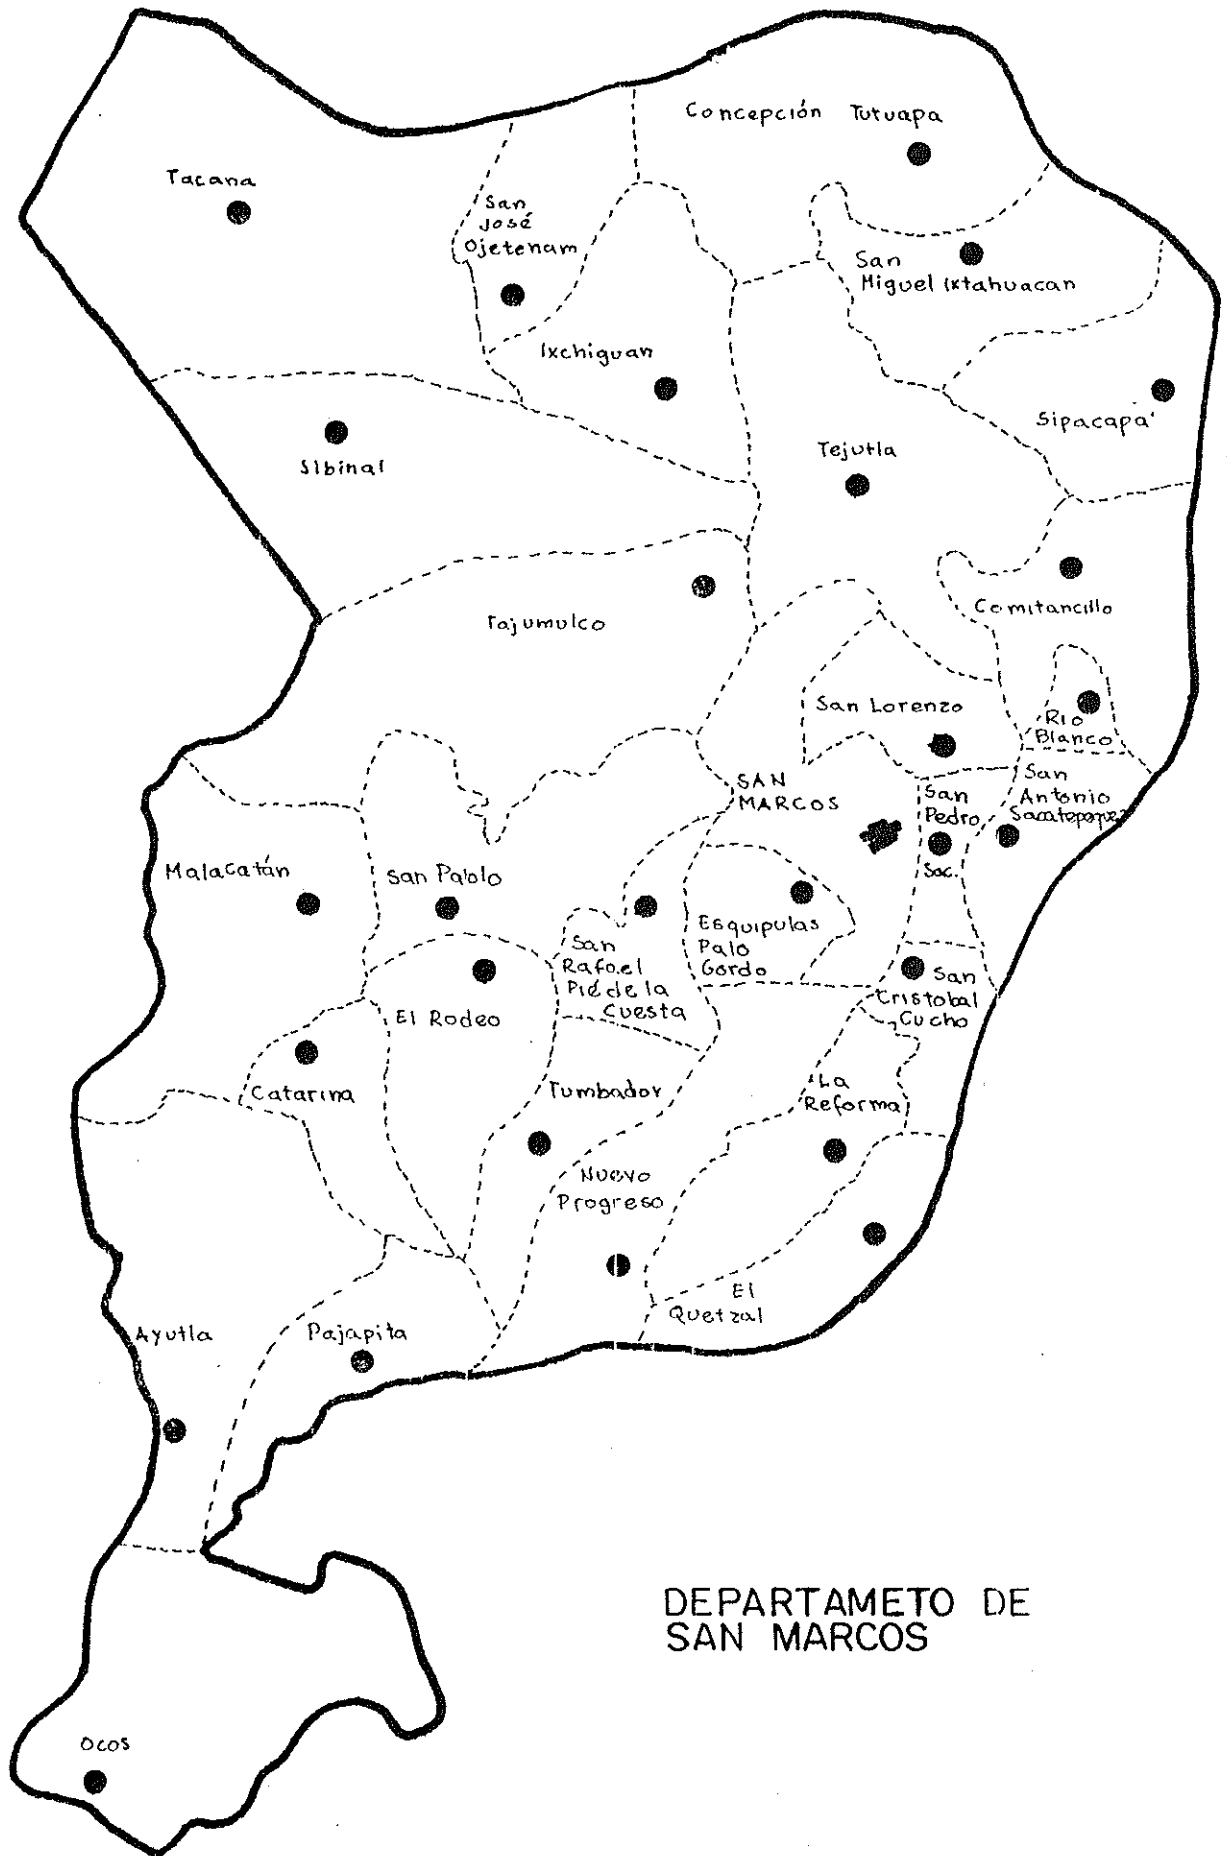 Concepción Tutuapa
Tacana
San
José
Ojetenam
San
Miguel Ixtahuacan
Ixchiguan
Sipacapa'
Tejutla
Sibinal
Comitancillo
Tajumulco
San Lorenzo
Rio
Blanco
SAN
MARCOS
San
Pedro
Sac.
San
Antonio
Sacatepequez
Malacatán
San Pablo
San
Rafael
Pié de la
Cuesta
Esquipulas
Palo
Gordo
San
Cristobal
Cucho
El Rodeo
Catarina
Tumbador
La
Reforma
Nuevo
Progreso
El
Quetzal
Ayutla
Pajapita
DEPARTAMETO DE
SAN MARCOS
Ocos